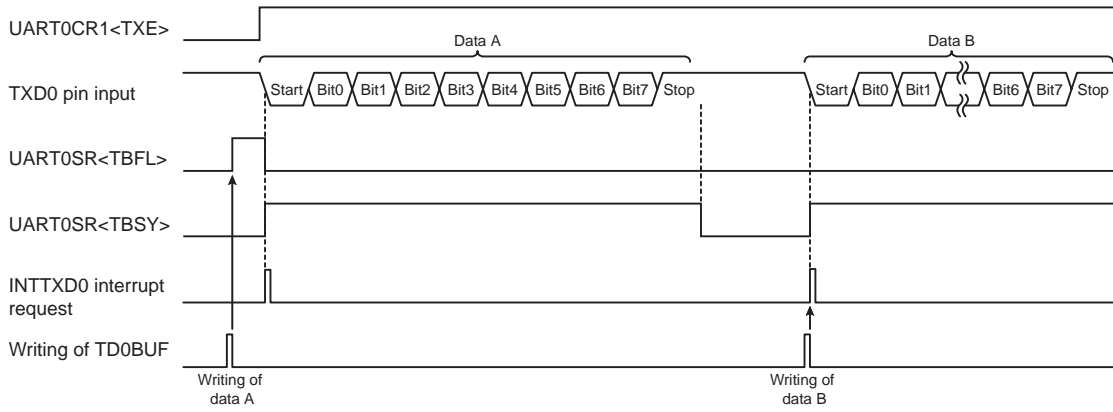 UART0CR1<TXE>
Data A
Data B
TXD0 pin input
Start Bit0 Bit1 Bit2 Bit3 Bit4 Bit5 Bit6 Bit7 Stop
Start Bit0 Bit1 Bit6 Bit7 Stop
UART0SR<TBFL>
UART0SR<TBSY>
INTTXD0 interrupt
request
Writing of TD0BUF
Writing of
data A
Writing of
data B